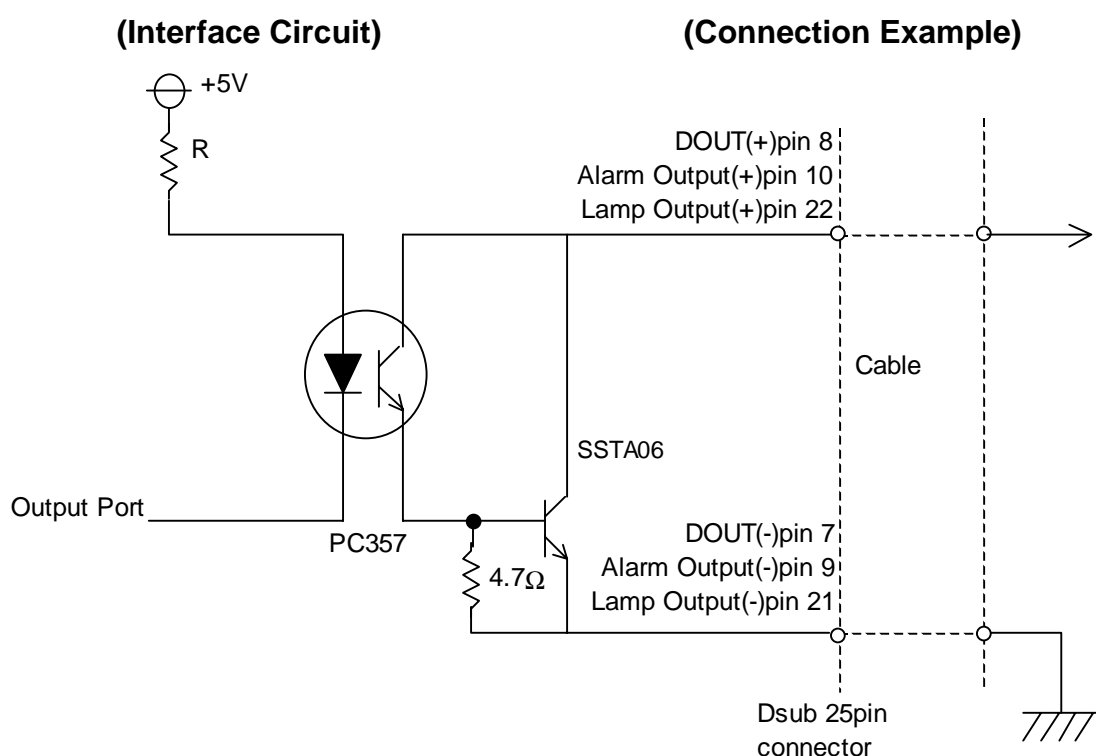 (Interface Circuit)
(Connection Example)
+5V
R
DOUT(+)pin 8
Alarm Output(+)pin 10
Lamp Output(+)pin 22
Cable
SSTA06
Output Port
PC357
4.7Ω
DOUT(-)pin 7
Alarm Output(-)pin 9
Lamp Output(-)pin 21
Dsub 25pin
connector